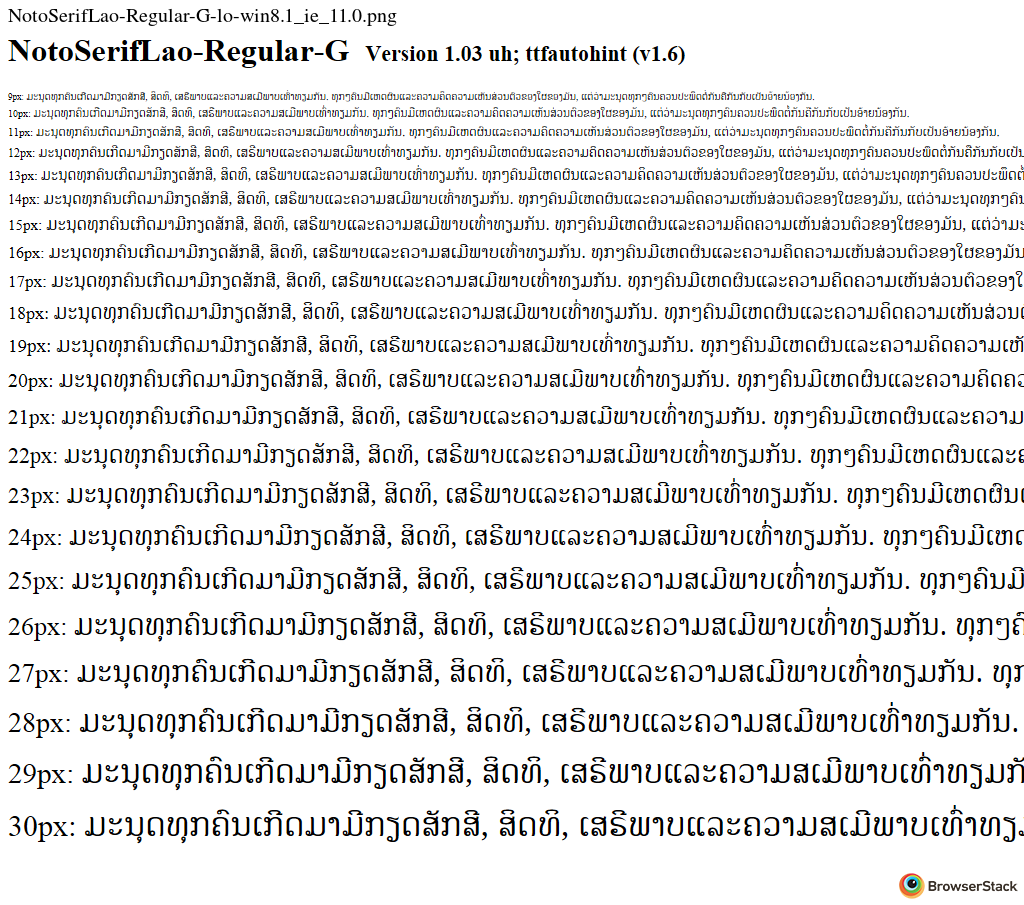 NotoSerifLao-Regular-G-lo-win8.1_ie_11.0.png
NotoSerifLao-Regular-G Version 1.03 uh; ttfautohint (v1.6)
9px: ມະນຸດທຸກຄົນເກີດມາມີກຽດສັກສີ, ສິດທິ, ເສຣີພາບແລະຄວາມສເມີພາບເທົ່າທຽມກັນ. ທຸກໆຄົນມີເຫດຜົນແລະຄວາມຄິດຄວາມເຫັນສ່ວນຕົວຂອງໃຜຂອງມັນ, ແຕ່ວ່າມະນຸດທຸກໆຄົນຄວນປະພຶດຕໍ່ກັນຄືກັນກັບເປັນອ້າຍນ້ອງກັນ.
10px: ມະນຸດທຸກຄົນເກີດມາມີກຽດສັກສີ, ສິດທິ, ເສຣີພາບແລະຄວາມສເມີພາບເທົ່າທຽມກັນ. ທຸກໆຄົນມີເຫດຜົນແລະຄວາມຄິດຄວາມເຫັນສ່ວນຕົວຂອງໃຜຂອງມັນ, ແຕ່ວ່າມະນຸດທຸກໆຄົນຄວນປະພຶດຕໍ່ກັນຄືກັນກັບເປັນອ້າຍນ້ອງກັນ.
11px: ມະນຸດທຸກຄົນເກີດມາມີກຽດສັກສີ, ສິດທິ, ເສຣີພາບແລະຄວາມສເມີພາບເທົ່າທຽມກັນ. ທຸກໆຄົນມີເຫດຜົນແລະຄວາມຄິດຄວາມເຫັນສ່ວນຕົວຂອງໃຜຂອງມັນ, ແຕ່ວ່າມະນຸດທຸກໆຄົນຄວນປະພຶດຕໍ່ກັນຄືກັນກັບເປັນອ້າຍນ້ອງກັນ.
12px: ມະນຸດທຸກຄົນເກີດມາມີກຽດສັກສີ, ສິດທິ, ເສຣີພາບແລະຄວາມສເມີພາບເທົ່າທຽມກັນ. ທຸກໆຄົນມີເຫດຜົນແລະຄວາມຄິດຄວາມເຫັນສ່ວນຕົວຂອງໃຜຂອງມັນ, ແຕ່ວ່າມະນຸດທຸກໆຄົນຄວນປະພຶດຕໍ່ກັນຄືກັນກັບເປັນ
13px: ມະນຸດທຸກຄົນເກີດມາມີກຽດສັກສີ, ສິດທິ, ເສຣີພາບແລະຄວາມສເມີພາບເທົ່າທຽມກັນ. ທຸກໆຄົນມີເຫດຜົນແລະຄວາມຄິດຄວາມເຫັນສ່ວນຕົວຂອງໃຜຂອງມັນ, ແຕ່ວ່າມະນຸດທຸກໆຄົນຄວນປະພຶດຕໍ່
14px: ມະນຸດທຸກຄົນເກີດມາມີກຽດສັກສີ, ສິດທິ, ເສຣີພາບແລະຄວາມສເມີພາບເທົ່າທຽມກັນ. ທຸກໆຄົນມີເຫດຜົນແລະຄວາມຄິດຄວາມເຫັນສ່ວນຕົວຂອງໃຜຂອງມັນ, ແຕ່ວ່າມະນຸດທຸກໆຄົນ
15px: ມະນຸດທຸກຄົນເກີດມາມີກຽດສັກສີ, ສິດທິ, ເສຣີພາບແລະຄວາມສເມີພາບເທົ່າທຽມກັນ. ທຸກໆຄົນມີເຫດຜົນແລະຄວາມຄິດຄວາມເຫັນສ່ວນຕົວຂອງໃຜຂອງມັນ, ແຕ່ວ່າມະ
16px: ມະນຸດທຸກຄົນເກີດມາມີກຽດສັກສີ, ສິດທິ, ເສຣີພາບແລະຄວາມສເມີພາບເທົ່າທຽມກັນ. ທຸກໆຄົນມີເຫດຜົນແລະຄວາມຄິດຄວາມເຫັນສ່ວນຕົວຂອງໃຜຂອງມັນ
17px: ມະນຸດທຸກຄົນເກີດມາມີກຽດສັກສີ, ສິດທິ, ເສຣີພາບແລະຄວາມສເມີພາບເທົ່າທຽມກັນ. ທຸກໆຄົນມີເຫດຜົນແລະຄວາມຄິດຄວາມເຫັນສ່ວນຕົວຂອງໃ
18px: ມະນຸດທຸກຄົນເກີດມາມີກຽດສັກສີ, ສິດທິ, ເສຣີພາບແລະຄວາມສເມີພາບເທົ່າທຽມກັນ. ທຸກໆຄົນມີເຫດຜົນແລະຄວາມຄິດຄວາມເຫັນສ່ວນ
19px: ມະນຸດທຸກຄົນເກີດມາມີກຽດສັກສີ, ສິດທິ, ເສຣີພາບແລະຄວາມສເມີພາບເທົ່າທຽມກັນ. ທຸກໆຄົນມີເຫດຜົນແລະຄວາມຄິດຄວາມເຫັ
20px: ມະນຸດທຸກຄົນເກີດມາມີກຽດສັກສີ, ສິດທິ, ເສຣີພາບແລະຄວາມສເມີພາບເທົ່າທຽມກັນ. ທຸກໆຄົນມີເຫດຜົນແລະຄວາມຄິດຄວ
21px: ມະນຸດທຸກຄົນເກີດມາມີກຽດສັກສີ, ສິດທິ, ເສຣີພາບແລະຄວາມສເມີພາບເທົ່າທຽມກັນ. ທຸກໆຄົນມີເຫດຜົນແລະຄວາມ
22px: ມະນຸດທຸກຄົນເກີດມາມີກຽດສັກສີ, ສິດທິ, ເສຣີພາບແລະຄວາມສເມີພາບເທົ່າທຽມກັນ. ທຸກໆຄົນມີເຫດຜົນແລະຄ
23px: ມະນຸດທຸກຄົນເກີດມາມີກຽດສັກສີ, ສິດທິ, ເສຣີພາບແລະຄວາມສເມີພາບເທົ່າທຽມກັນ. ທຸກໆຄົນມີເຫດຜົນ
24px: ມະນຸດທຸກຄົນເກີດມາມີກຽດສັກສີ, ສິດທິ, ເສຣີພາບແລະຄວາມສເມີພາບເທົ່າທຽມກັນ. ທຸກໆຄົນມີເຫດ
25px: ມະນຸດທຸກຄົນເກີດມາມີກຽດສັກສີ, ສິດທິ, ເສຣີພາບແລະຄວາມສເມີພາບເທົ່າທຽມກັນ. ທຸກໆຄົນມີ
26px: ມະນຸດທຸກຄົນເກີດມາມີກຽດສັກສີ, ສິດທິ, ເສຣີພາບແລະຄວາມສເມີພາບເທົ່າທຽມກັນ. ທຸກໆຄົ
27px: ມະນຸດທຸກຄົນເກີດມາມີກຽດສັກສີ, ສິດທິ, ເສຣີພາບແລະຄວາມສເມີພາບເທົ່າທຽມກັນ. ທຸກ
28px: ມະນຸດທຸກຄົນເກີດມາມີກຽດສັກສີ, ສິດທິ, ເສຣີພາບແລະຄວາມສເມີພາບເທົ່າທຽມກັນ.
29px: ມະນຸດທຸກຄົນເກີດມາມີກຽດສັກສີ, ສິດທິ, ເສຣີພາບແລະຄວາມສເມີພາບເທົ່າທຽມກັ
30px: ມະນຸດທຸກຄົນເກີດມາມີກຽດສັກສີ, ສິດທິ, ເສຣີພາບແລະຄວາມສເມີພາບເທົ່າທຽ
BrowserStack